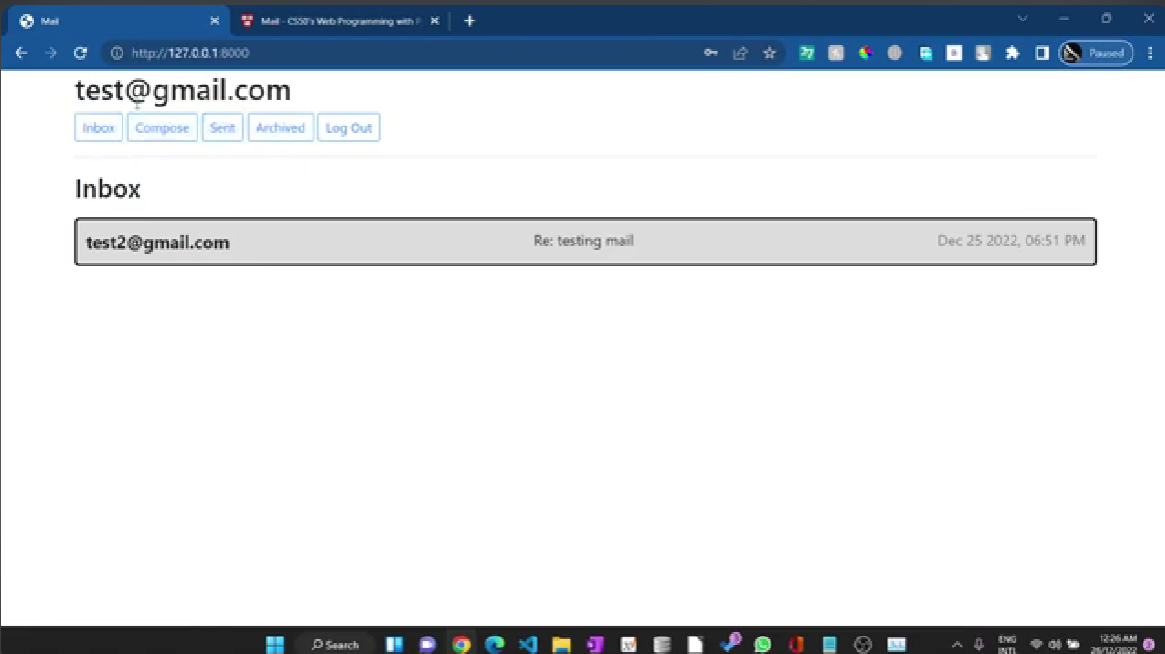 Mail
Mail - CS50's Web Programming with P
http://127.0.0.1:8000
Paused
test@gmail.com
Inbox Compose Sent Archived Log Out
Inbox
test2@gmail.com Re: testing mail Dec 25 2022, 06:51 PM
Search
ENG 12:26 AM
INTL 26/12/2022